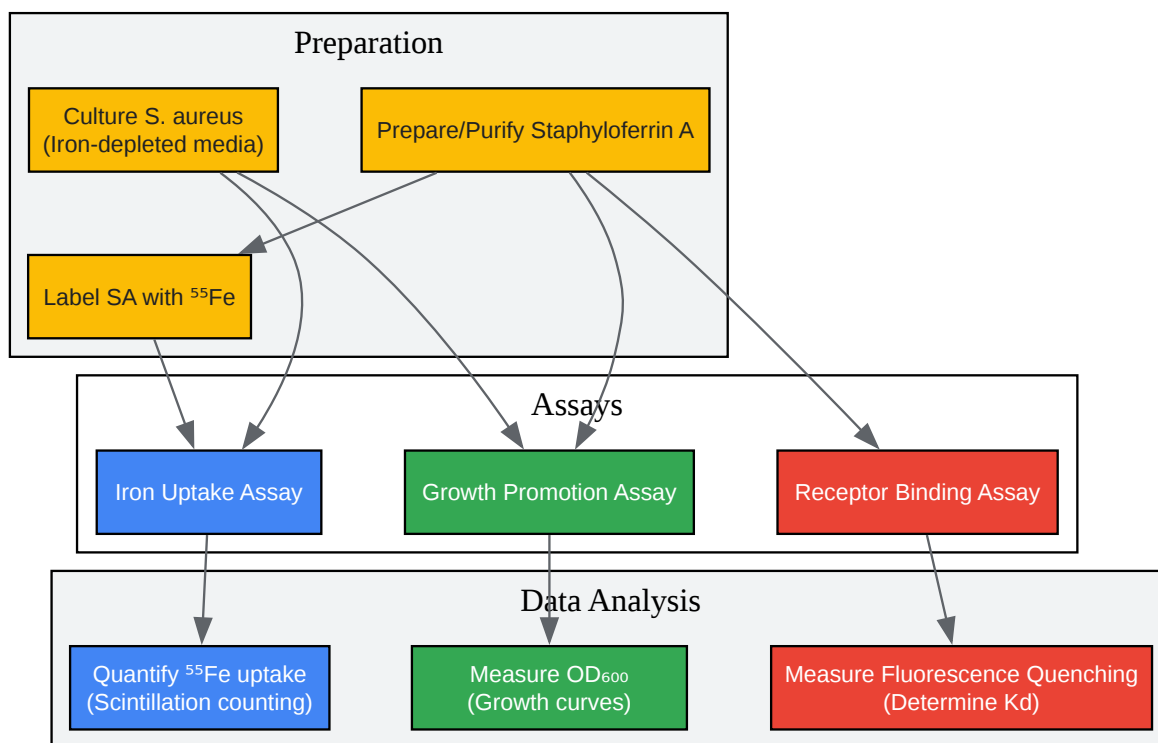 Preparation
Culture S. aureus
(Iron-depleted media)
Prepare/Purify Staphyloferrin A
Label SA with ⁵⁵Fe
Assays
Iron Uptake Assay
Growth Promotion Assay
Receptor Binding Assay
Data Analysis
Quantify ⁵⁵Fe uptake
(Scintillation counting)
Measure OD₆₀₀
(Growth curves)
Measure Fluorescence Quenching
(Determine Kd)